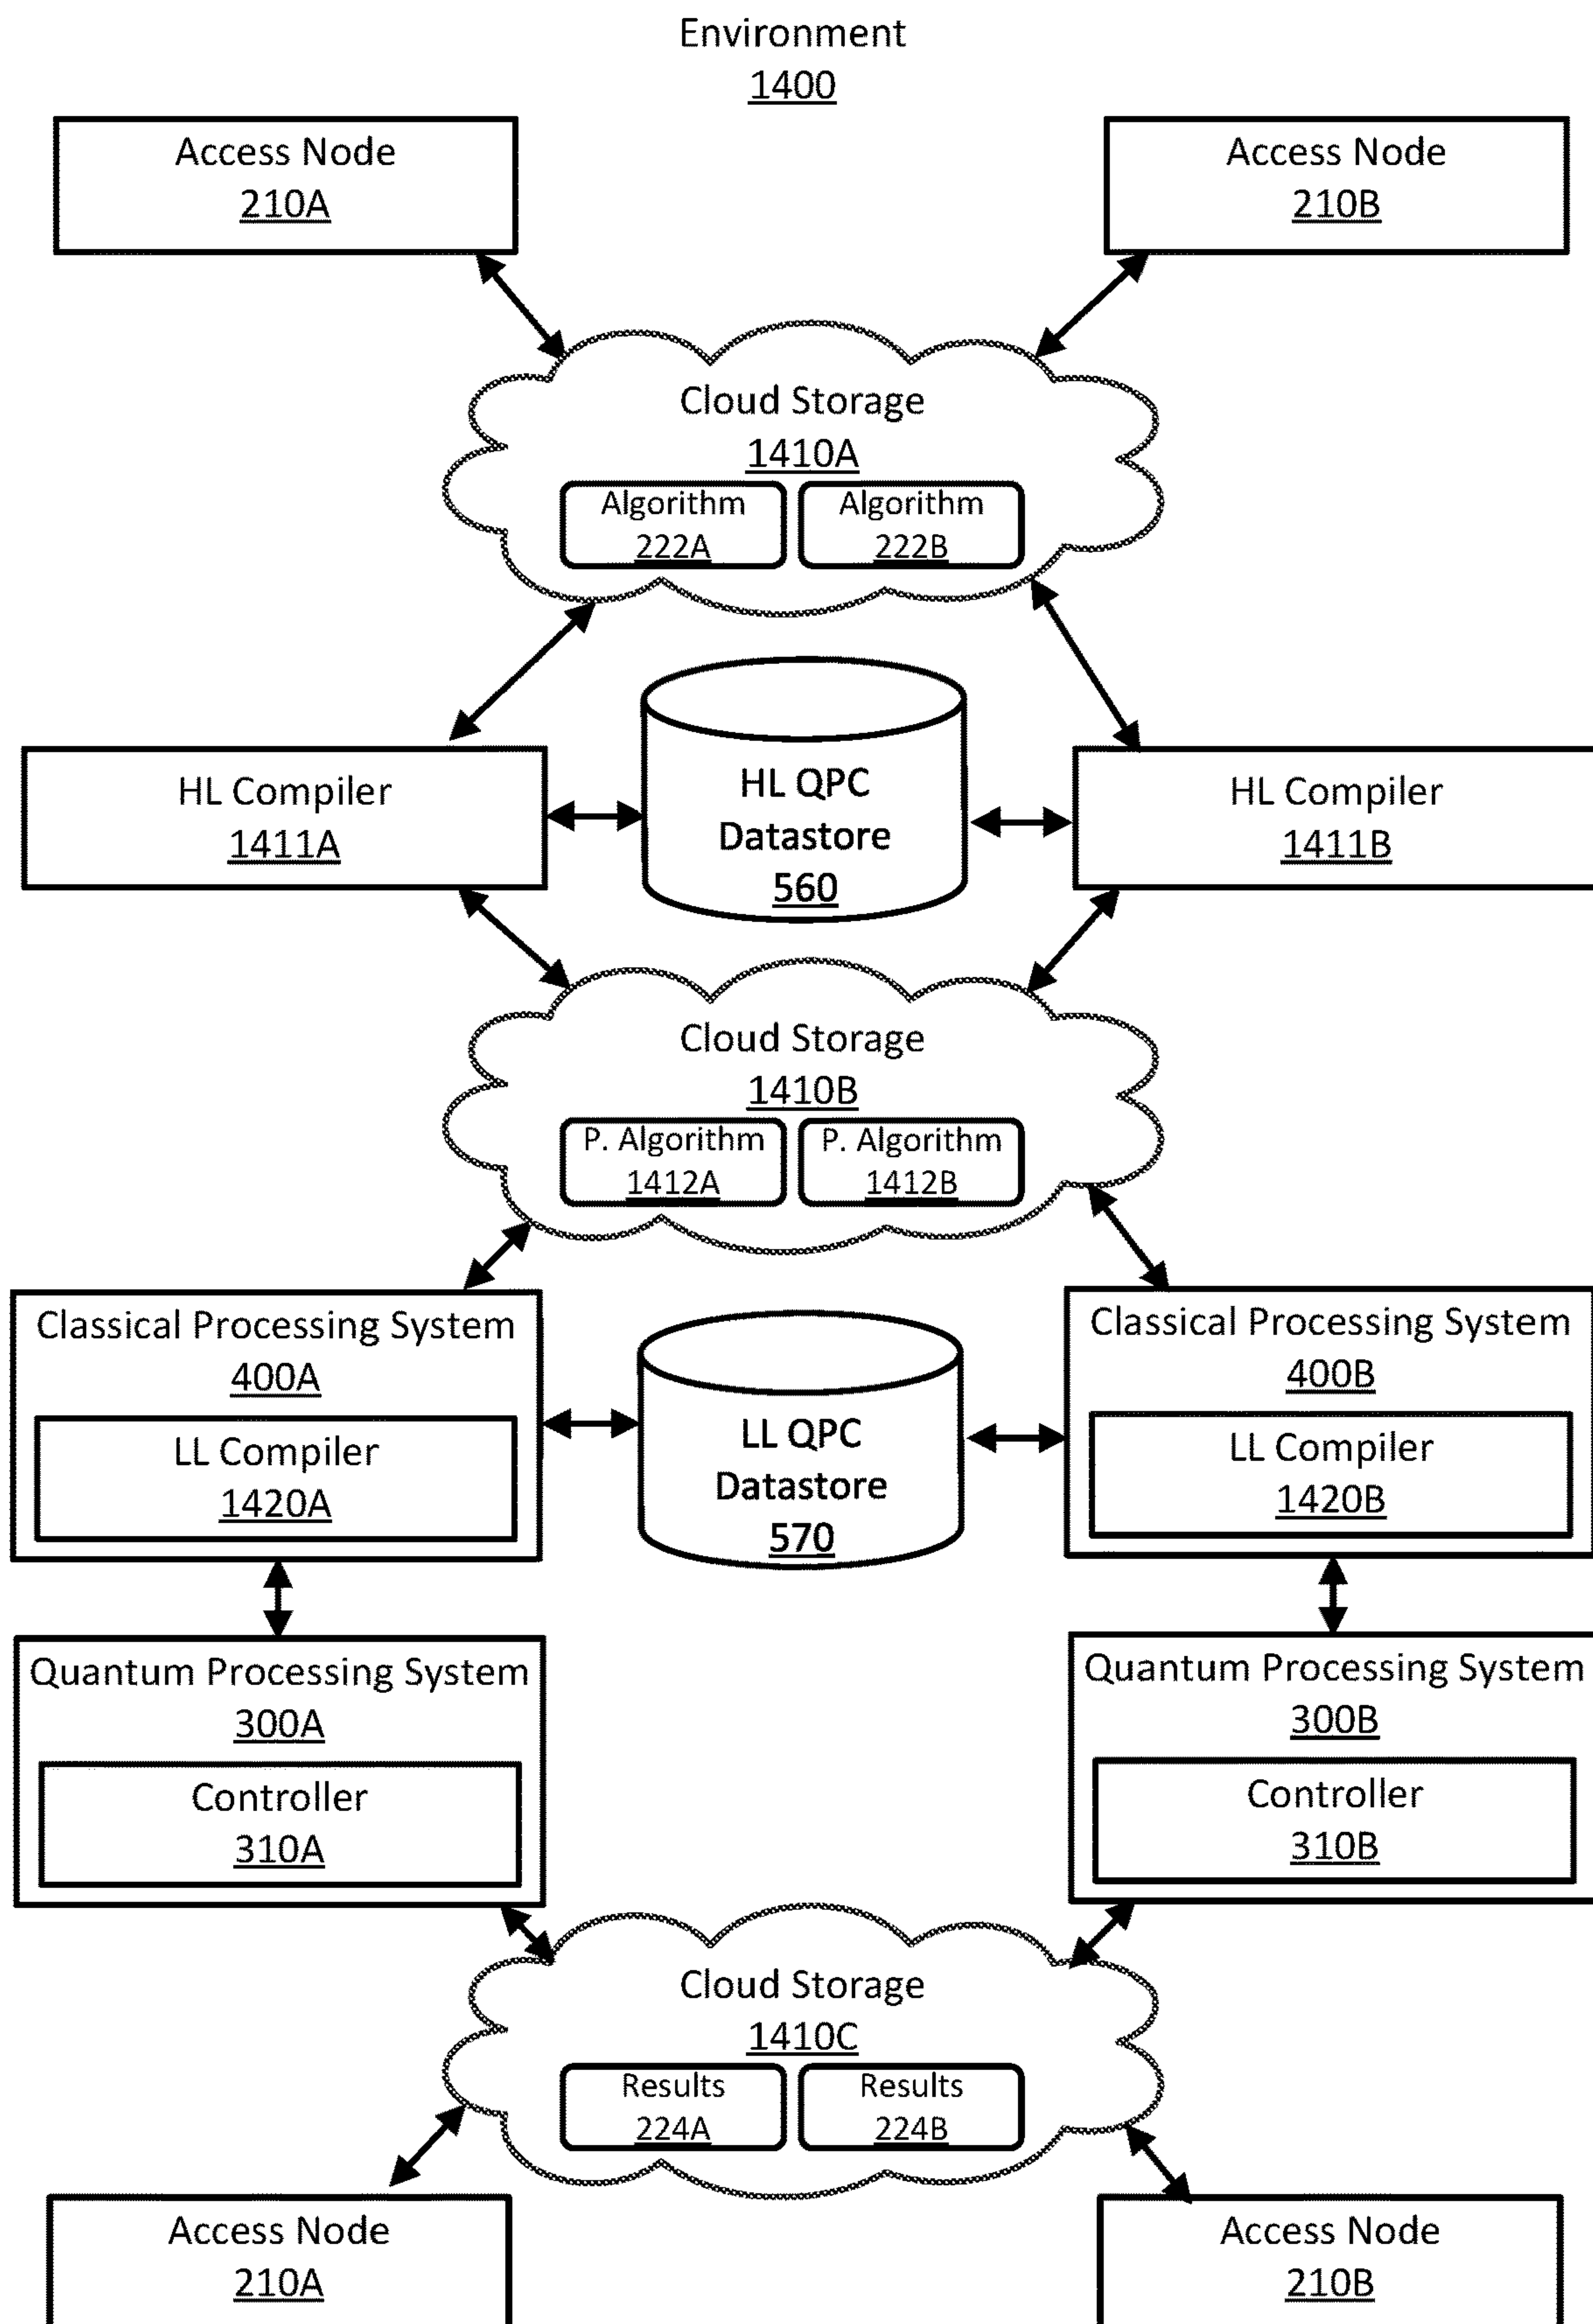 Environment
1400
Access Node
210A
Access Node
210B
Cloud Storage
1410A
Algorithm
222A
Algorithm
222B
HL Compiler
1411A
HL QPC
Datastore
560
HL Compiler
1411B
Cloud Storage
1410B
P. Algorithm
1412A
P. Algorithm
1412B
Classical Processing System
400A
LL Compiler
1420A
LL QPC
Datastore
570
Classical Processing System
400B
LL Compiler
1420B
Quantum Processing System
300A
Controller
310A
Quantum Processing System
300B
Controller
310B
Cloud Storage
1410C
Results
224A
Results
224B
Access Node
210A
Access Node
210B